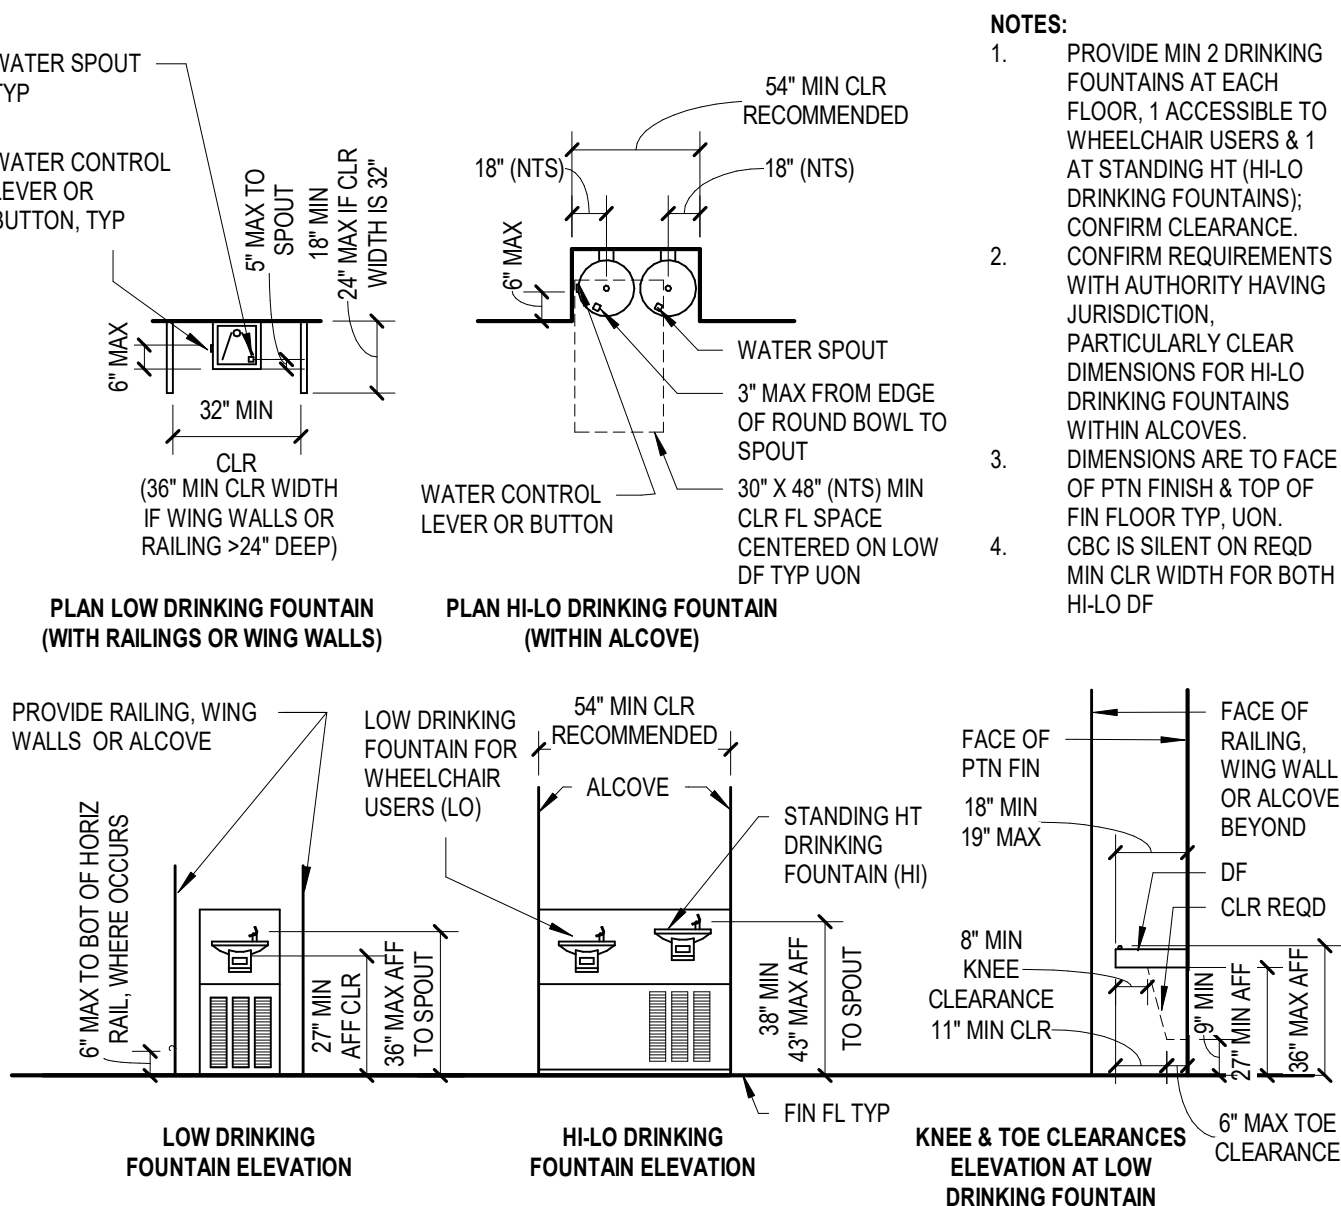 WATER SPOUT
TYP
WATER CONTROL
LEVER OR
BUTTON, TYP
5" MAX TO
SPOUT
18" MIN
24" MAX IF CLR
WIDTH IS 32"
6" MAX
32" MIN
CLR
(36" MIN CLR WIDTH
IF WING WALLS OR
RAILING >24" DEEP)
PLAN LOW DRINKING FOUNTAIN
(WITH RAILINGS OR WING WALLS)
54" MIN CLR
RECOMMENDED
18" (NTS)
18" (NTS)
6" MAX
WATER SPOUT
3" MAX FROM EDGE
OF ROUND BOWL TO
SPOUT
WATER CONTROL
LEVER OR BUTTON
30" X 48" (NTS) MIN
CLR FL SPACE
CENTERED ON LOW
DF TYP UON
PLAN HI-LO DRINKING FOUNTAIN
(WITHIN ALCOVE)
NOTES:
1. PROVIDE MIN 2 DRINKING
FOUNTAINS AT EACH
FLOOR, 1 ACCESSIBLE TO
WHEELCHAIR USERS & 1
AT STANDING HT (HI-LO
DRINKING FOUNTAINS);
CONFIRM CLEARANCE.
2. CONFIRM REQUIREMENTS
WITH AUTHORITY HAVING
JURISDICTION,
PARTICULARLY CLEAR
DIMENSIONS FOR HI-LO
DRINKING FOUNTAINS
WITHIN ALCOVES.
3. DIMENSIONS ARE TO FACE
OF PTN FINISH & TOP OF
FIN FLOOR TYP, UON.
4. CBC IS SILENT ON REQD
MIN CLR WIDTH FOR BOTH
HI-LO DF
PROVIDE RAILING, WING
WALLS OR ALCOVE
6" MAX TO BOT OF HORIZ
RAIL, WHERE OCCURS
27" MIN
AFF CLR
36" MAX AFF
TO SPOUT
LOW DRINKING
FOUNTAIN ELEVATION
LOW DRINKING
FOUNTAIN FOR
WHEELCHAIR
USERS (LO)
54" MIN CLR
RECOMMENDED
ALCOVE
STANDING HT
DRINKING
FOUNTAIN (HI)
38" MIN
43" MAX AFF
TO SPOUT
FIN FL TYP
HI-LO DRINKING
FOUNTAIN ELEVATION
FACE OF
PTN FIN
18" MIN
19" MAX
FACE OF
RAILING,
WING WALL
OR ALCOVE
BEYOND
DF
CLR REQD
8" MIN
KNEE
CLEARANCE
11" MIN CLR
9" MIN
27" MIN AFF
36" MAX AFF
6" MAX TOE
CLEARANCE
KNEE & TOE CLEARANCES
ELEVATION AT LOW
DRINKING FOUNTAIN